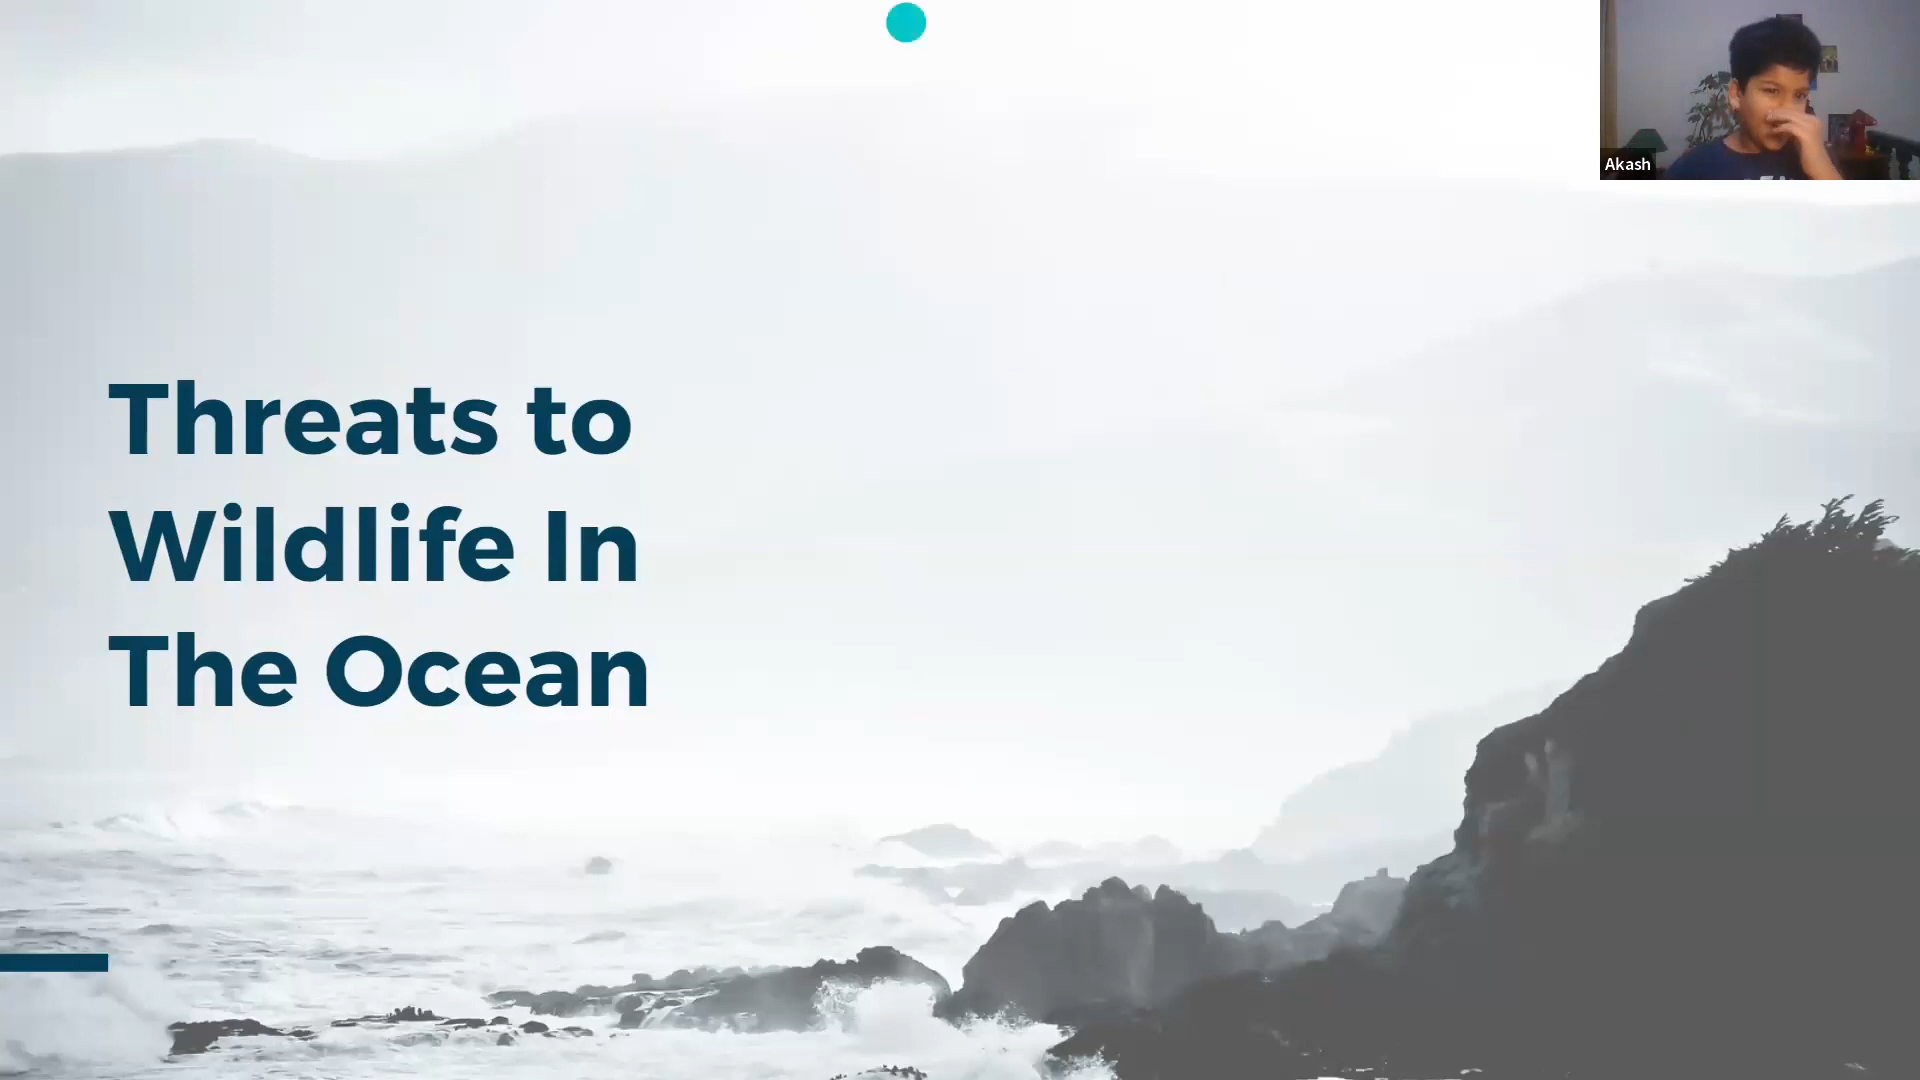 Akash
Threats to
Wildlife In
The Ocean